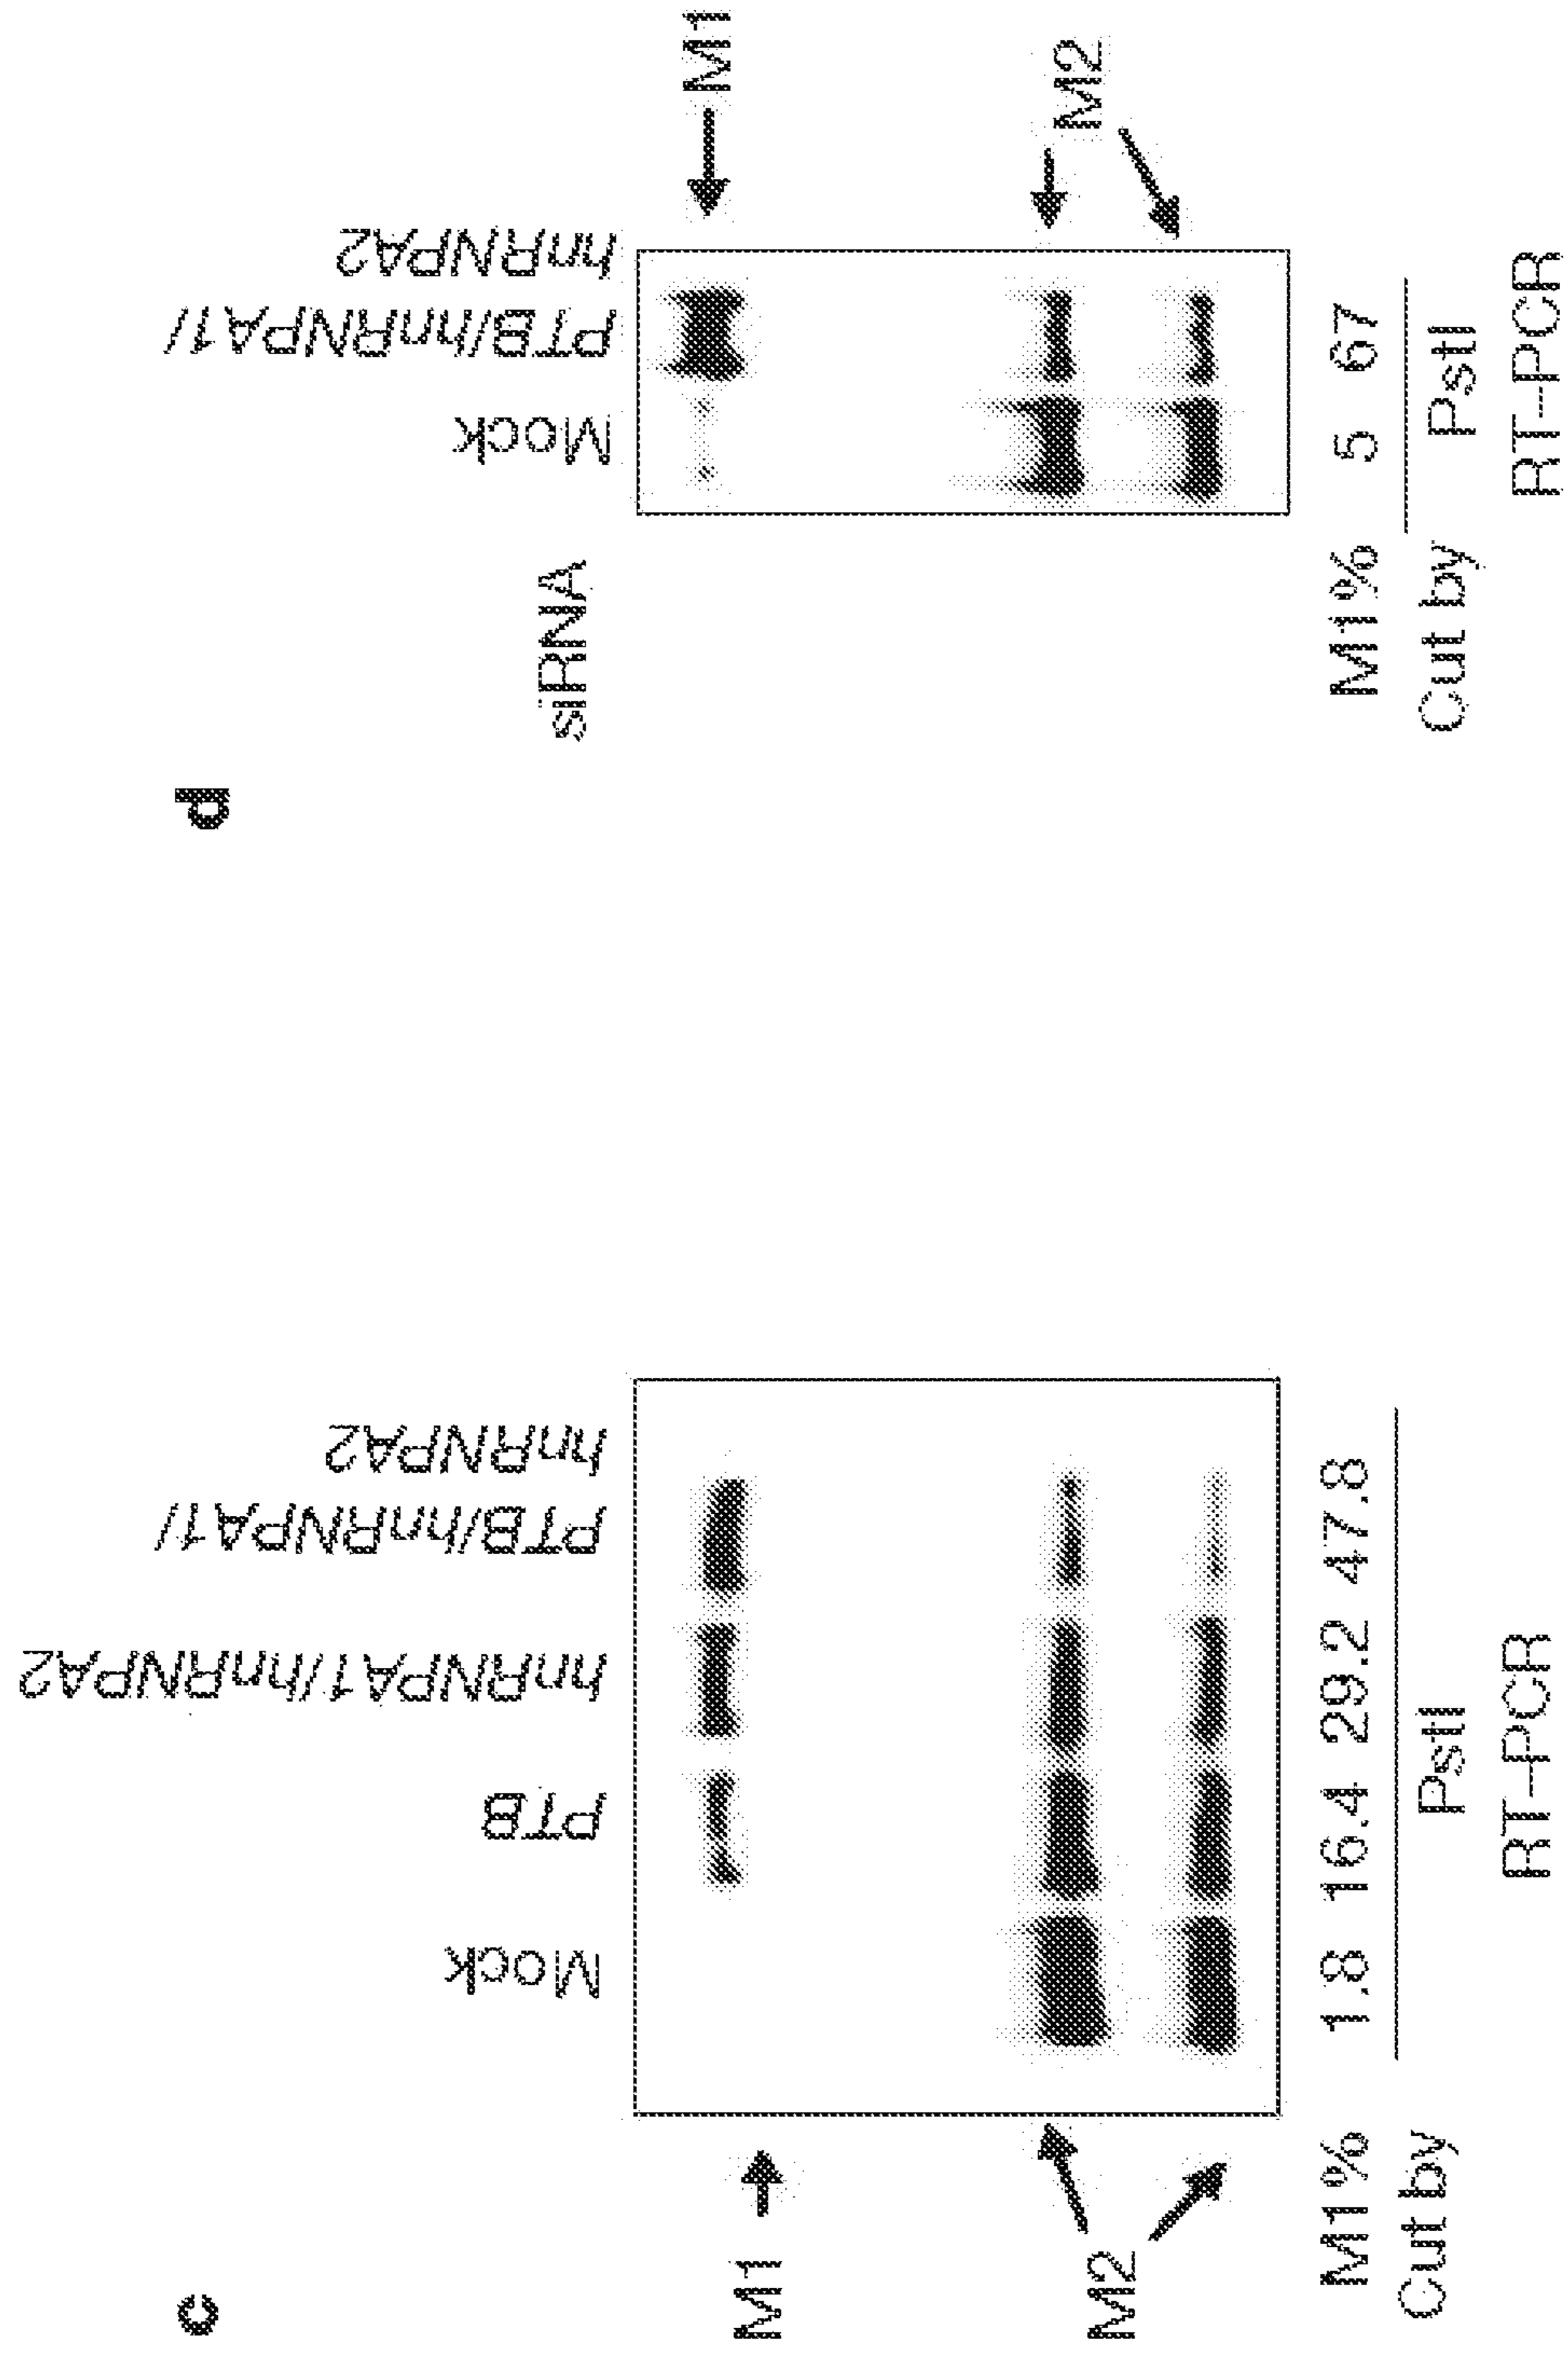 c
Mock
PTB
hnRNPA1/hnRNPA2
PTB/hnRNPA1/
hnRNPA2
M1
M2
M1% 1.8 16.4 29.2 47.8
Cut by PstI
RT–PCR
d
siRNA
Mock
PTB/hnRNPA1/
hnRNPA2
M1
M2
M1% 5 67
Cut by PstI
RT–PCR